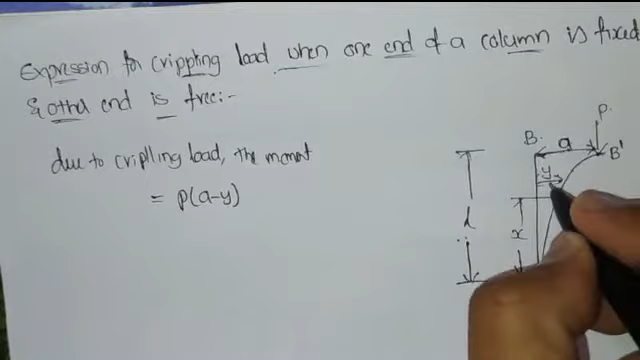 Expression for crippling load when one end of a column is fixed
& other end is free:-
due to criplling load, the moment
= P(a-y)
P.
B. a B'
y
l
x